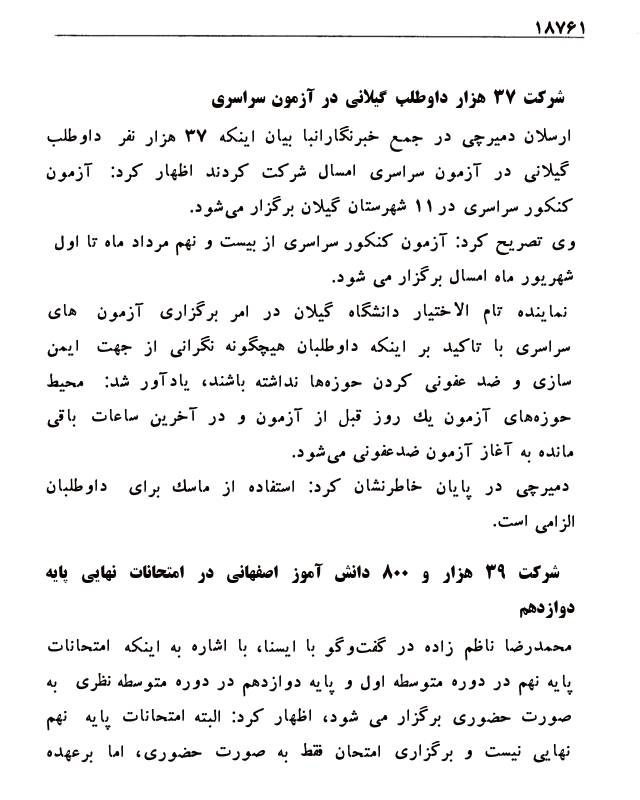 ۱۸۷۶۱
شرکت ۳۷ هزار داوطلب گیلانی در آزمون سراسری
ارسلان دمیرچی در جمع خبرنگارانبا بیان اینکه ۳۷ هزار نفر داوطلب
گیلانی در آزمون سراسری امسال شرکت کردند اظهار کرد: آزمون
کنکور سراسری در ۱۱ شهرستان گیلان برگزار می‌شود.
وی تصریح کرد: آزمون کنکور سراسری از بیست و نهم مرداد ماه تا اول
شهریور ماه امسال برگزار می شود.
نماینده تام الاختیار دانشگاه گیلان در امر برگزاری آزمون های
سراسری با تاکید بر اینکه داوطلبان هیچگونه نگرانی از جهت ایمن
سازی و ضد عفونی کردن حوزه‌ها نداشته باشند، یادآور شد: محیط
حوزه‌های آزمون یك روز قبل از آزمون و در آخرین ساعات باقی
مانده به آغاز آزمون ضدعفونی می‌شود.
دمیرچی در پایان خاطرنشان کرد: استفاده از ماسك برای داوطلبان
الزامی است.
شرکت ۳۹ هزار و ۸۰۰ دانش آموز اصفهانی در امتحانات نهایی پایه
دوازدهم
محمدرضا ناظم زاده در گفت‌وگو با ایسنا، با اشاره به اینکه امتحانات
پایه نهم در دوره متوسطه اول و پایه دوازدهم در دوره متوسطه نظری به
صورت حضوری برگزار می شود، اظهار کرد: البته امتحانات پایه نهم
نهایی نیست و برگزاری امتحان فقط به صورت حضوری، اما برعهده